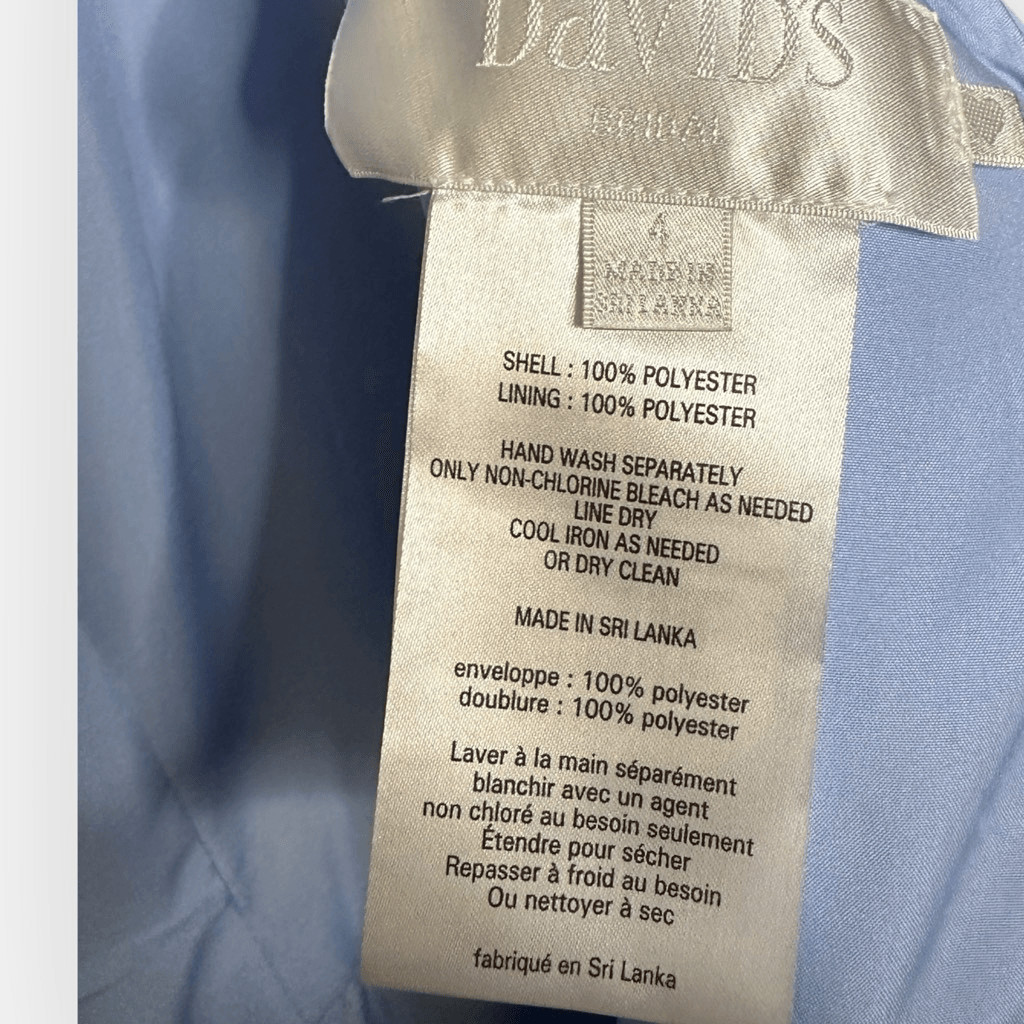 DAVID'S
BRIDAL
4
MADE IN
SRI LANKA
SHELL : 100% POLYESTER
LINING : 100% POLYESTER
HAND WASH SEPARATELY
ONLY NON-CHLORINE BLEACH AS NEEDED
LINE DRY
COOL IRON AS NEEDED
OR DRY CLEAN
MADE IN SRI LANKA
enveloppe : 100% polyester
doublure : 100% polyester
Laver à la main séparément
blanchir avec un agent
non chloré au besoin seulement
Étendre pour sécher
Repasser à froid au besoin
Ou nettoyer à sec
fabriqué en Sri Lanka